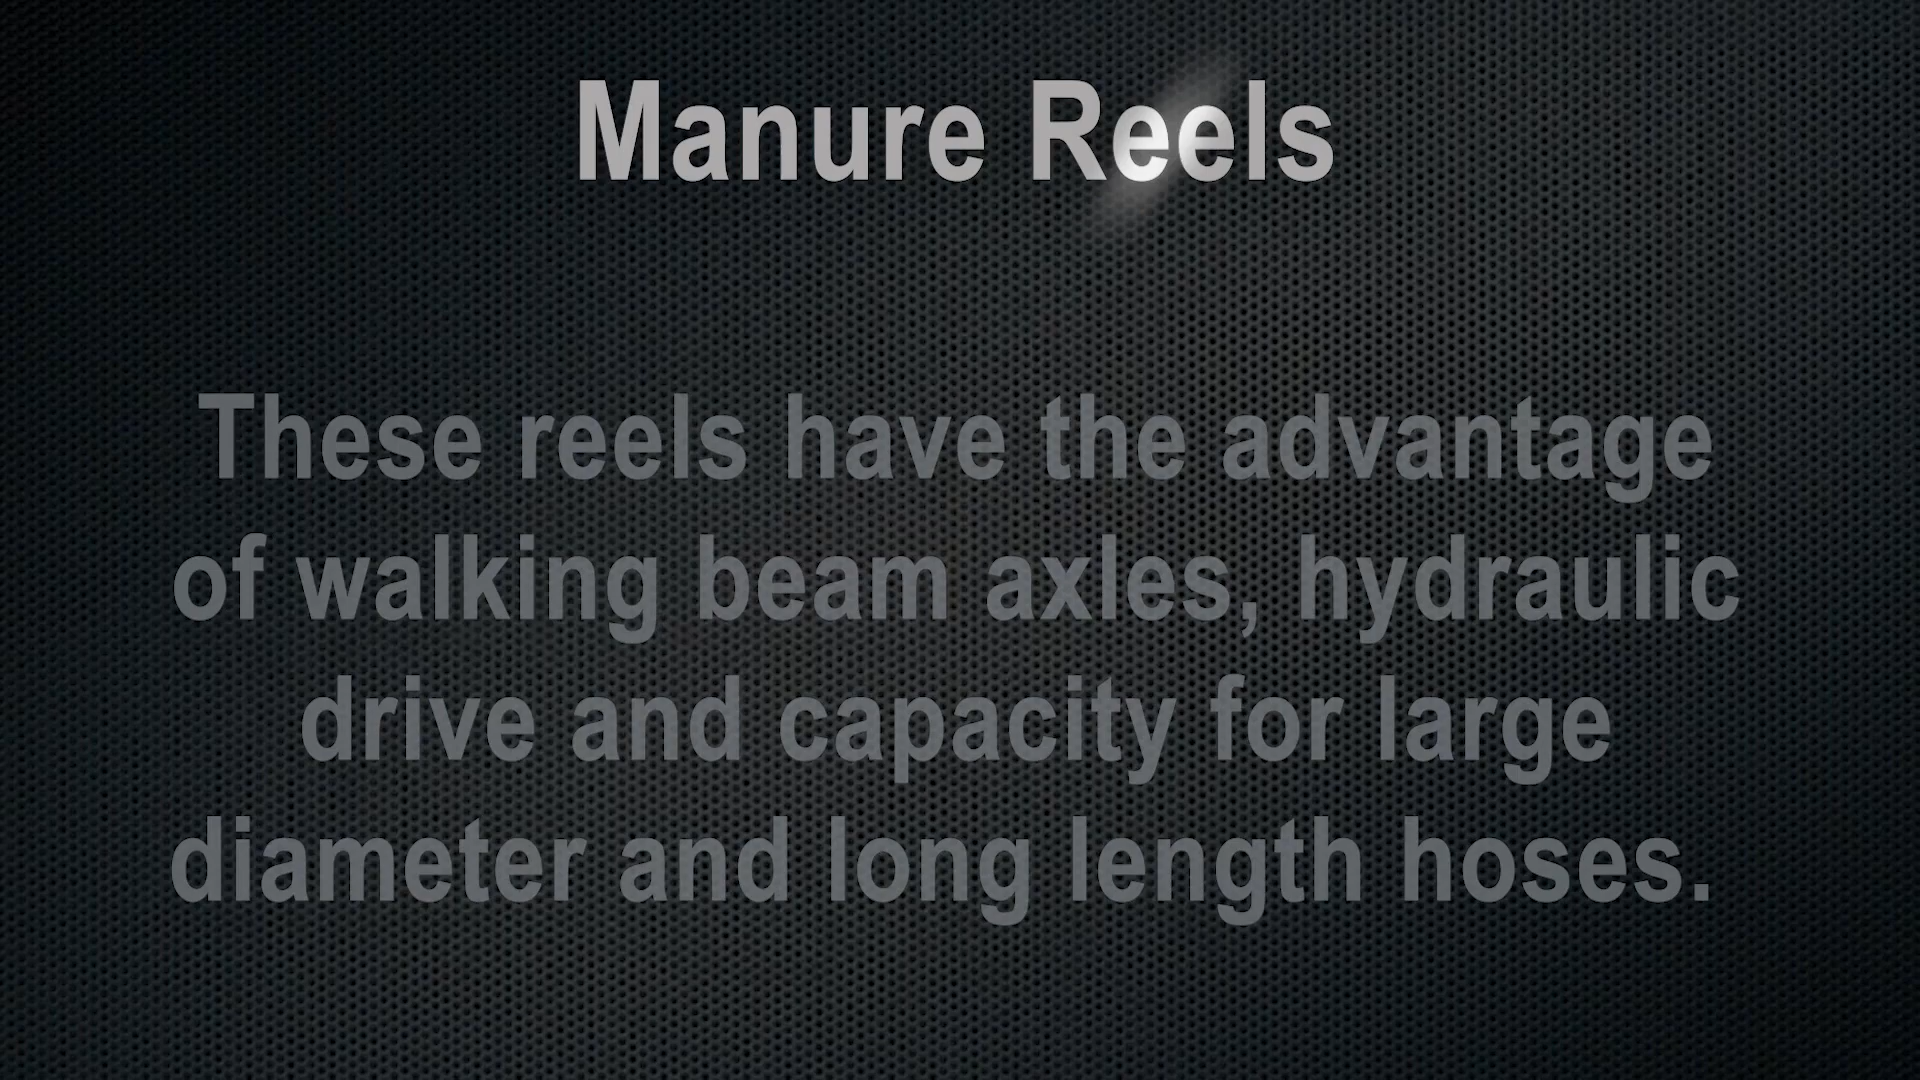 Manure Reels
These reels have the advantage
of walking beam axles, hydraulic
drive and capacity for large
diameter and long length hoses.